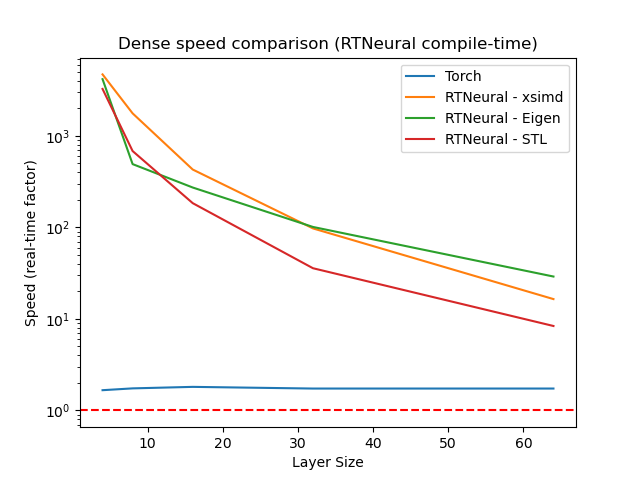 Dense speed comparison (RTNeural compile-time)
Torch
RTNeural - xsimd
RTNeural - Eigen
RTNeural - STL
Speed (real-time factor)
10³
10²
10¹
10⁰
10 20 30 40 50 60
Layer Size